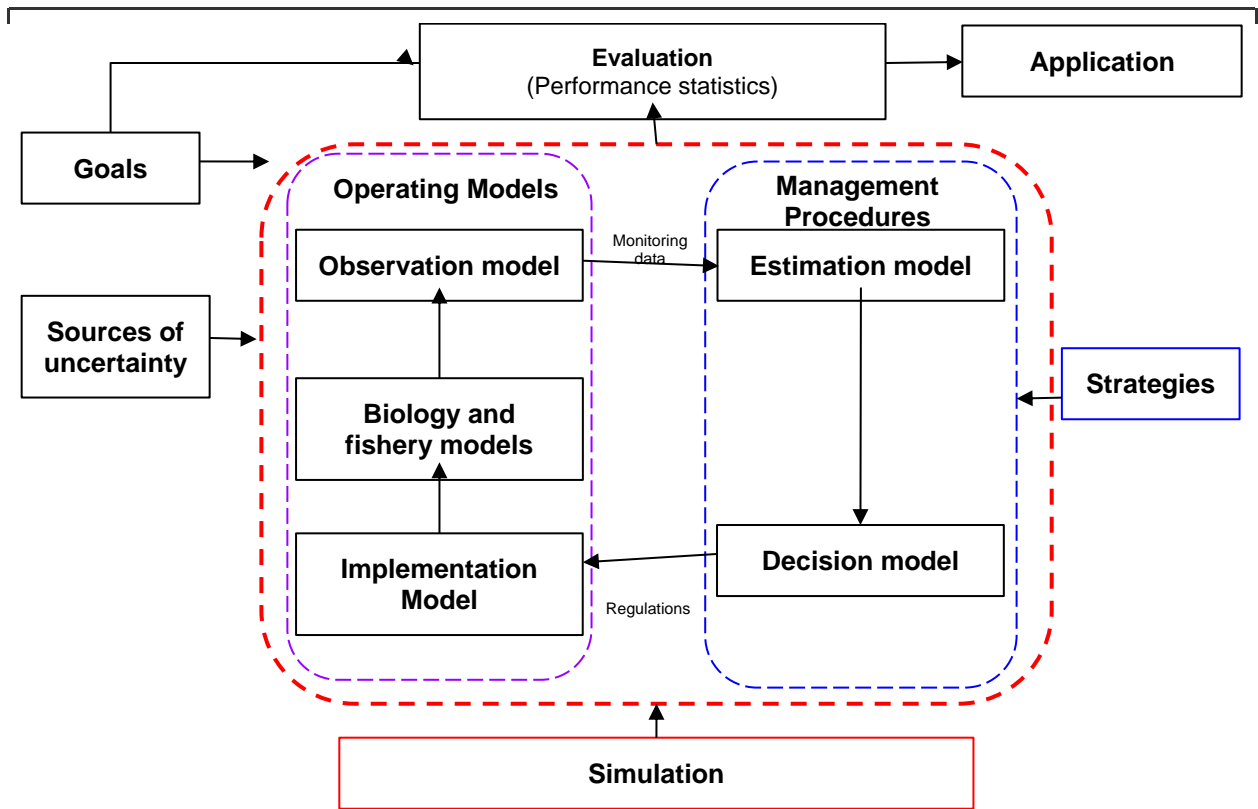 Evaluation
(Performance statistics)
Application
Goals
Operating Models
Management
Procedures
Observation model
Monitoring
data
Estimation model
Sources of
uncertainty
Biology and
fishery models
Strategies
Implementation
Model
Regulations
Decision model
Simulation